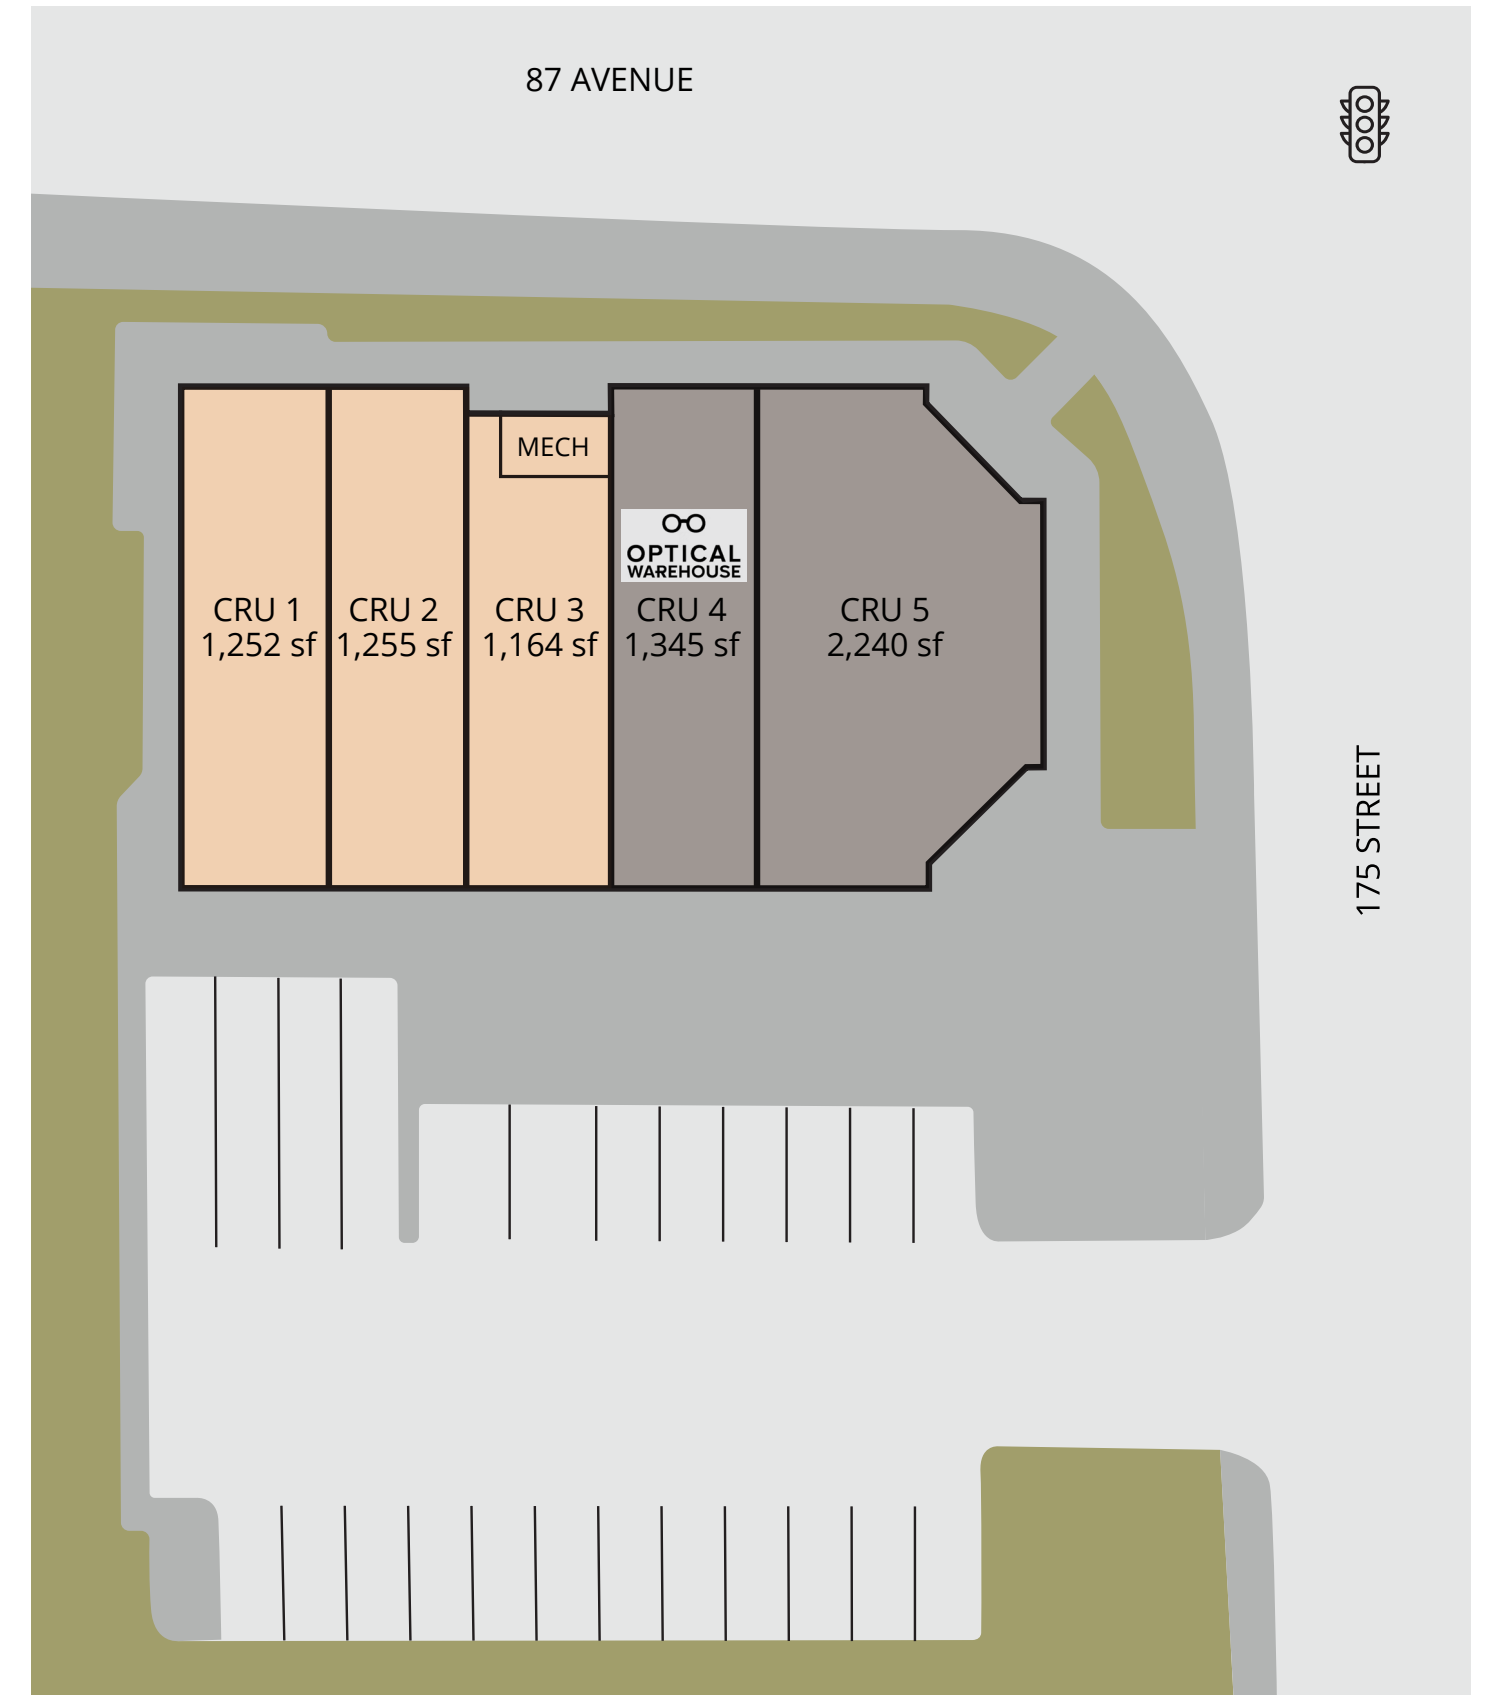 87 AVENUE
MECH
OPTICAL
WAREHOUSE
CRU 1
1,252 sf
CRU 2
1,255 sf
CRU 3
1,164 sf
CRU 4
1,345 sf
CRU 5
2,240 sf
175 STREET